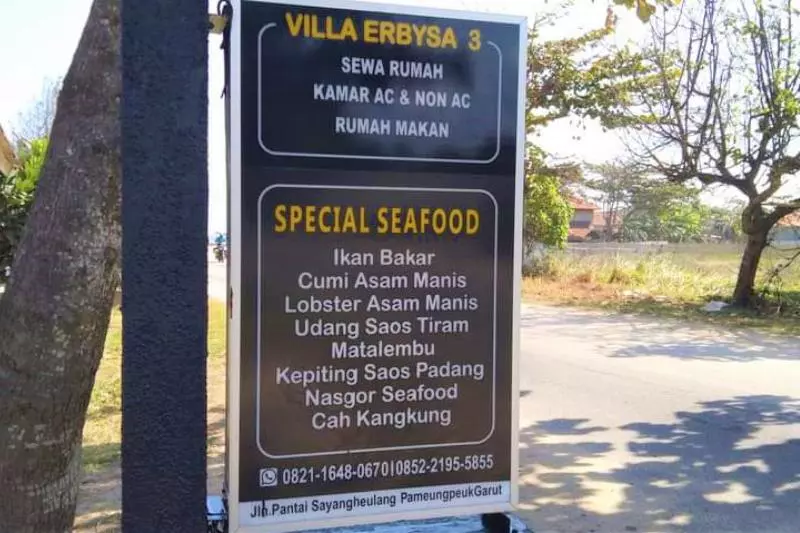 VILLA ERBYSA 3
SEWA RUMAH
KAMAR AC & NON AC
RUMAH MAKAN
SPECIAL SEAFOOD
Ikan Bakar
Cumi Asam Manis
Lobster Asam Manis
Udang Saos Tiram
Matalembu
Kepiting Saos Padang
Nasgor Seafood
Cah Kangkung
0821-1648-0670|0852-2195-5855
Jln.Pantai Sayangheulang PameungpeukGarut